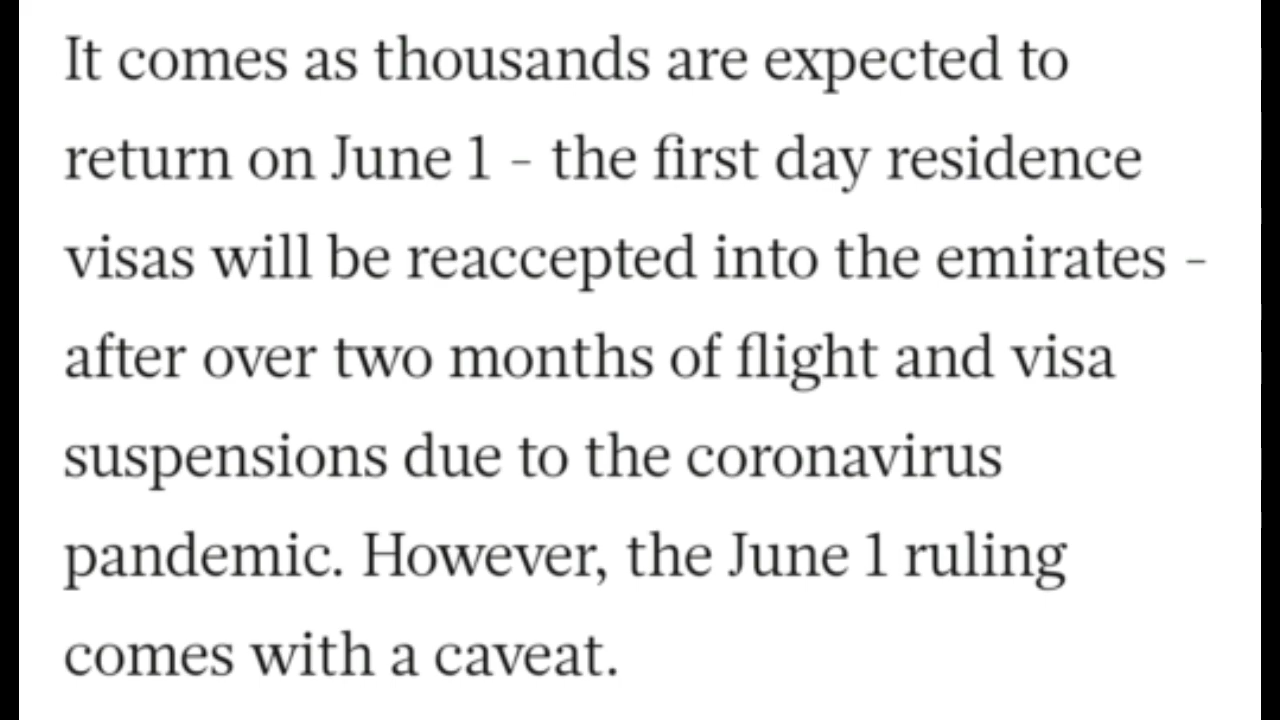 It comes as thousands are expected to
return on June 1 - the first day residence
visas will be reaccepted into the emirates -
after over two months of flight and visa
suspensions due to the coronavirus
pandemic. However, the June 1 ruling
comes with a caveat.